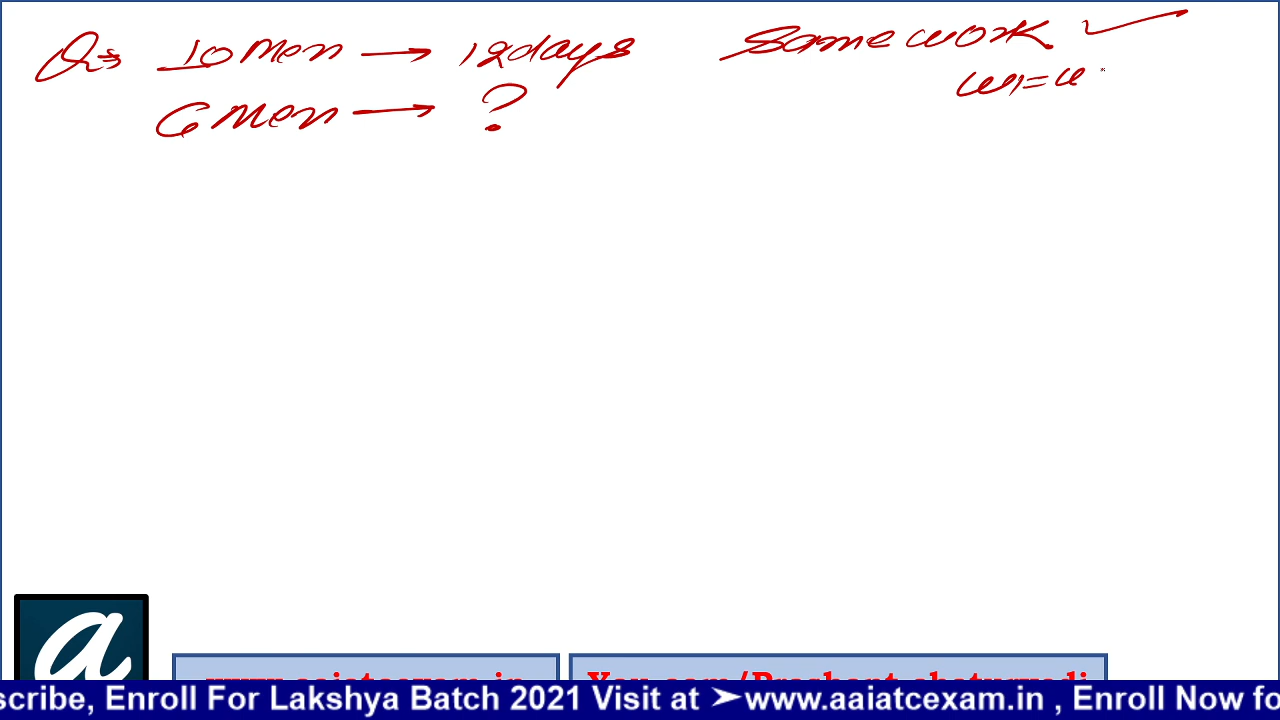 Q⇒ 10 Men → 12 days Same work ✓
6 Men → ? W1 = W
a
scribe, Enroll For Lakshya Batch 2021 Visit at ➤www.aaiatcexam.in , Enroll Now fo